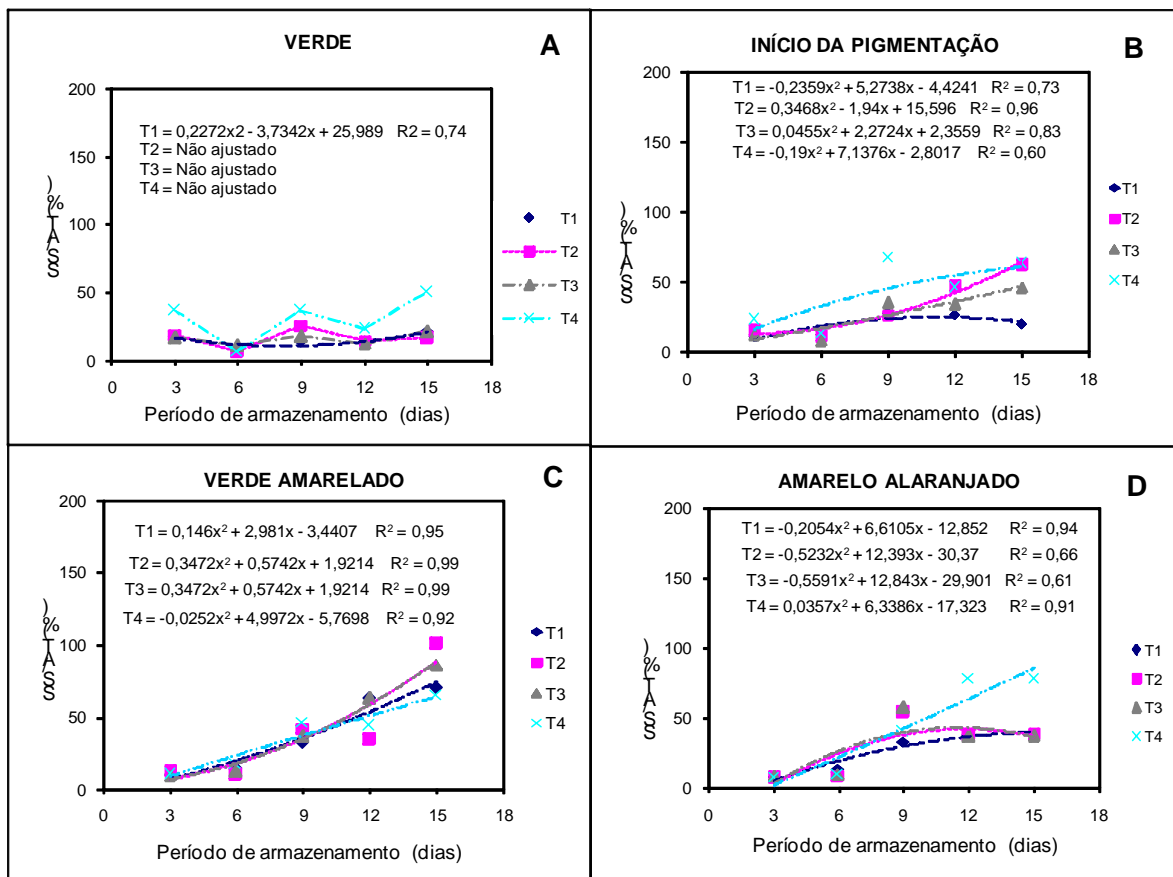 VERDE
A
200
150
100
50
0
SS(AT(%)
T1 = 0,2272x2 - 3,7342x + 25,989 R2 = 0,74
T2 = Não ajustado
T3 = Não ajustado
T4 = Não ajustado
T1
T2
T3
T4
0 3 6 9 12 15 18
Período de armazenamento (dias)
INÍCIO DA PIGMENTAÇÃO
B
200
150
100
50
0
SS(AT(%)
T1 = -0,2359x² + 5,2738x - 4,4241 R² = 0,73
T2 = 0,3468x² - 1,94x + 15,596 R² = 0,96
T3 = 0,0455x² + 2,2724x + 2,3559 R² = 0,83
T4 = -0,19x² + 7,1376x - 2,8017 R² = 0,60
T1
T2
T3
T4
0 3 6 9 12 15 18
Período de armazenamento (dias)
VERDE AMARELADO
C
200
150
100
50
0
SS(AT(%)
T1 = 0,146x² + 2,981x - 3,4407 R² = 0,95
T2 = 0,3472x² + 0,5742x + 1,9214 R² = 0,99
T3 = 0,3472x² + 0,5742x + 1,9214 R² = 0,99
T4 = -0,0252x² + 4,9972x - 5,7698 R² = 0,92
T1
T2
T3
T4
0 3 6 9 12 15 18
Período de armazenamento (dias)
AMARELO ALARANJADO
D
200
150
100
50
0
SS(AT(%)
T1 = -0,2054x² + 6,6105x - 12,852 R² = 0,94
T2 = -0,5232x² + 12,393x - 30,37 R² = 0,66
T3 = -0,5591x² + 12,843x - 29,901 R² = 0,61
T4 = 0,0357x² + 6,3386x - 17,323 R² = 0,91
T1
T2
T3
T4
0 3 6 9 12 15 18
Período de armazenamento (dias)